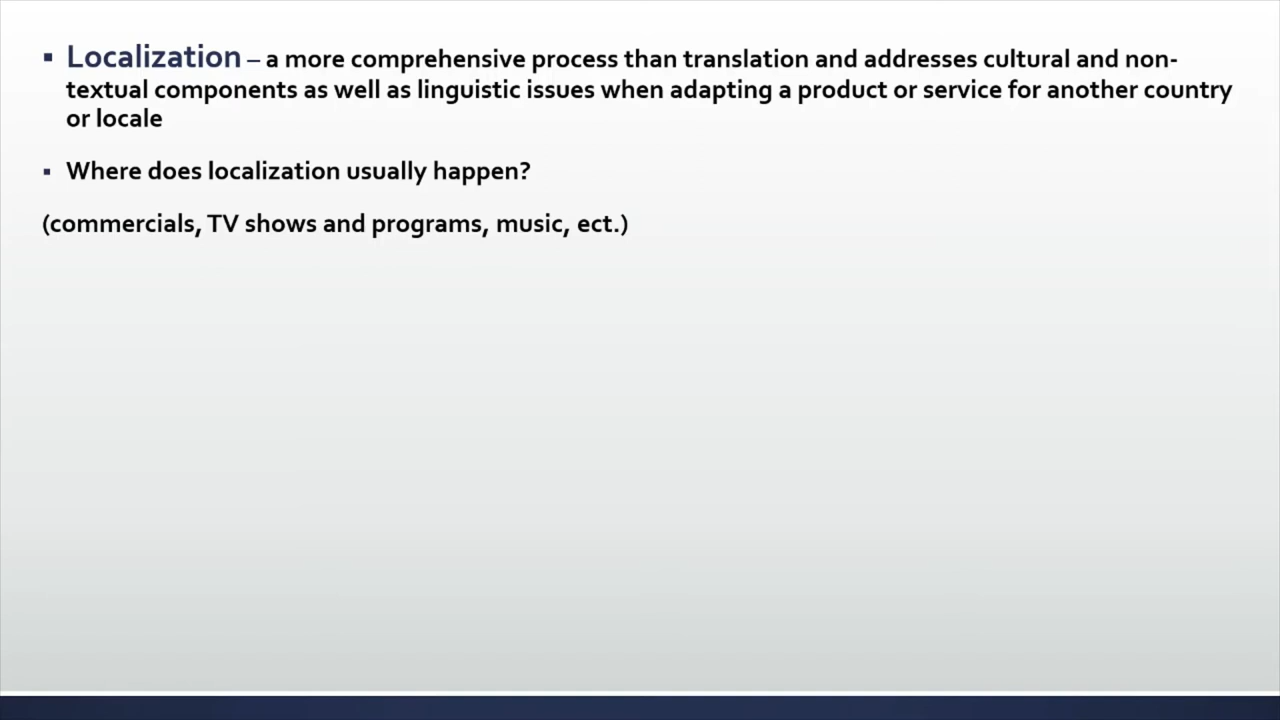 ▪ Localization – a more comprehensive process than translation and addresses cultural and non-
textual components as well as linguistic issues when adapting a product or service for another country
or locale
▪ Where does localization usually happen?
(commercials, TV shows and programs, music, ect.)